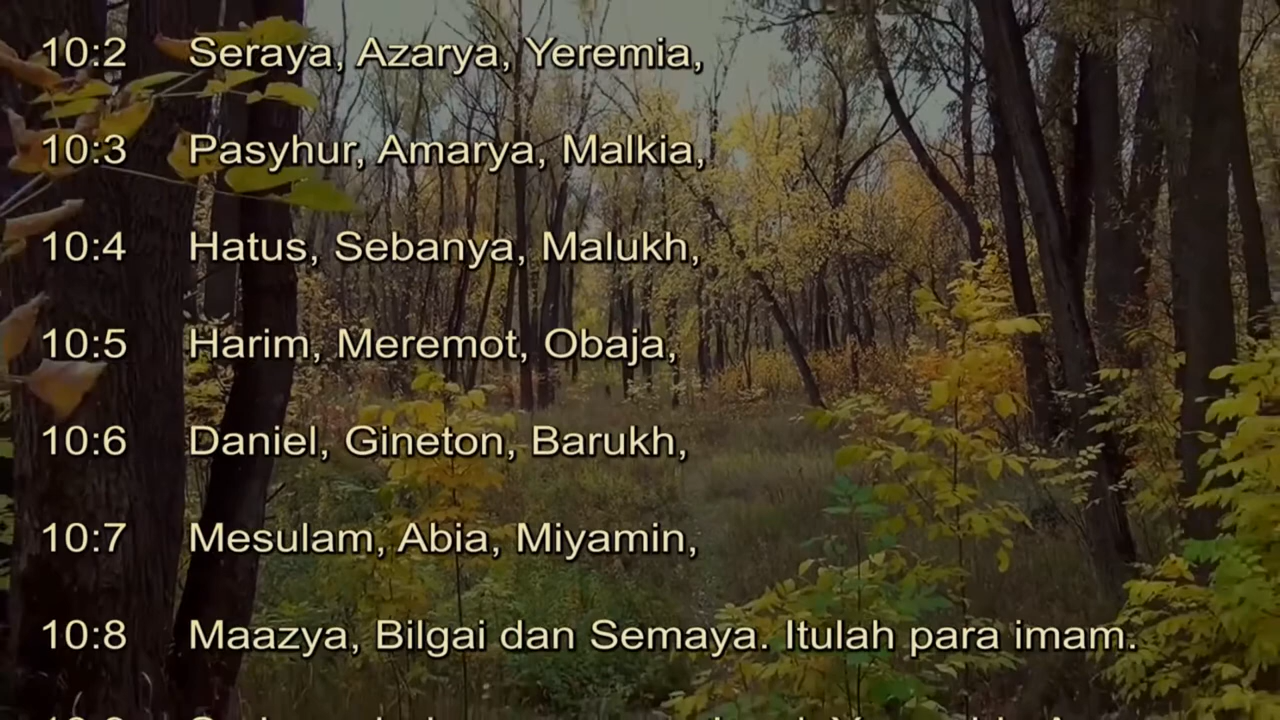 10:2 Seraya, Azarya, Yeremia,
10:3 Pasyhur, Amarya, Malkia,
10:4 Hatus, Sebanya, Malukh,
10:5 Harim, Meremot, Obaja,
10:6 Daniel, Gineton, Barukh,
10:7 Mesulam, Abia, Miyamin,
10:8 Maazya, Bilgai dan Semaya. Itulah para imam.